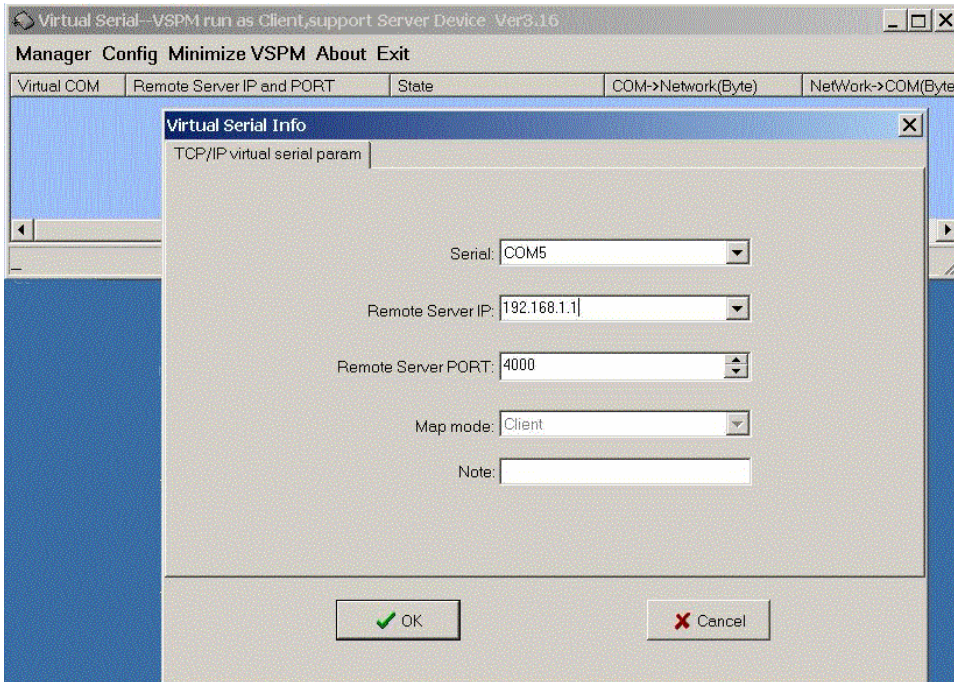 Virtual Serial--VSPM run as Client,support Server Device Ver3.16
Manager Config Minimize VSPM About Exit
Virtual COM Remote Server IP and PORT State COM->Network(Byte) NetWork->COM(Byte
Virtual Serial Info
TCP/IP virtual serial param
Serial: COM5
Remote Server IP: 192.168.1.1
Remote Server PORT: 4000
Map mode: Client
Note:
OK Cancel